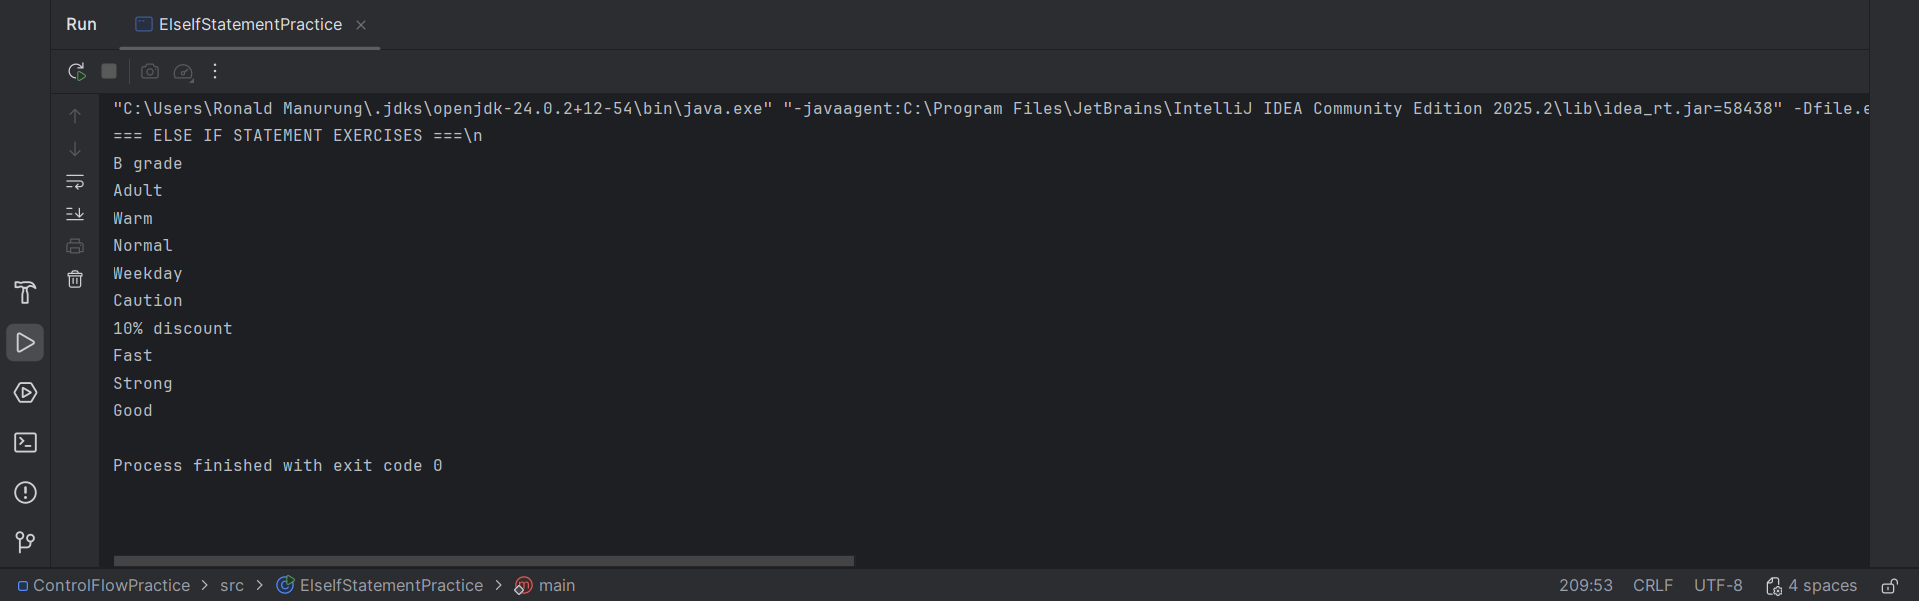 Run ElseIfStatementPractice
"C:\Users\Ronald Manurung\.jdks\openjdk-24.0.2+12-54\bin\java.exe" "-javaagent:C:\Program Files\JetBrains\IntelliJ IDEA Community Edition 2025.2\lib\idea_rt.jar=58438" -Dfile.e
=== ELSE IF STATEMENT EXERCISES ===\n
B grade
Adult
Warm
Normal
Weekday
Caution
10% discount
Fast
Strong
Good
Process finished with exit code 0
ControlFlowPractice > src > ElseIfStatementPractice > main 209:53 CRLF UTF-8 4 spaces